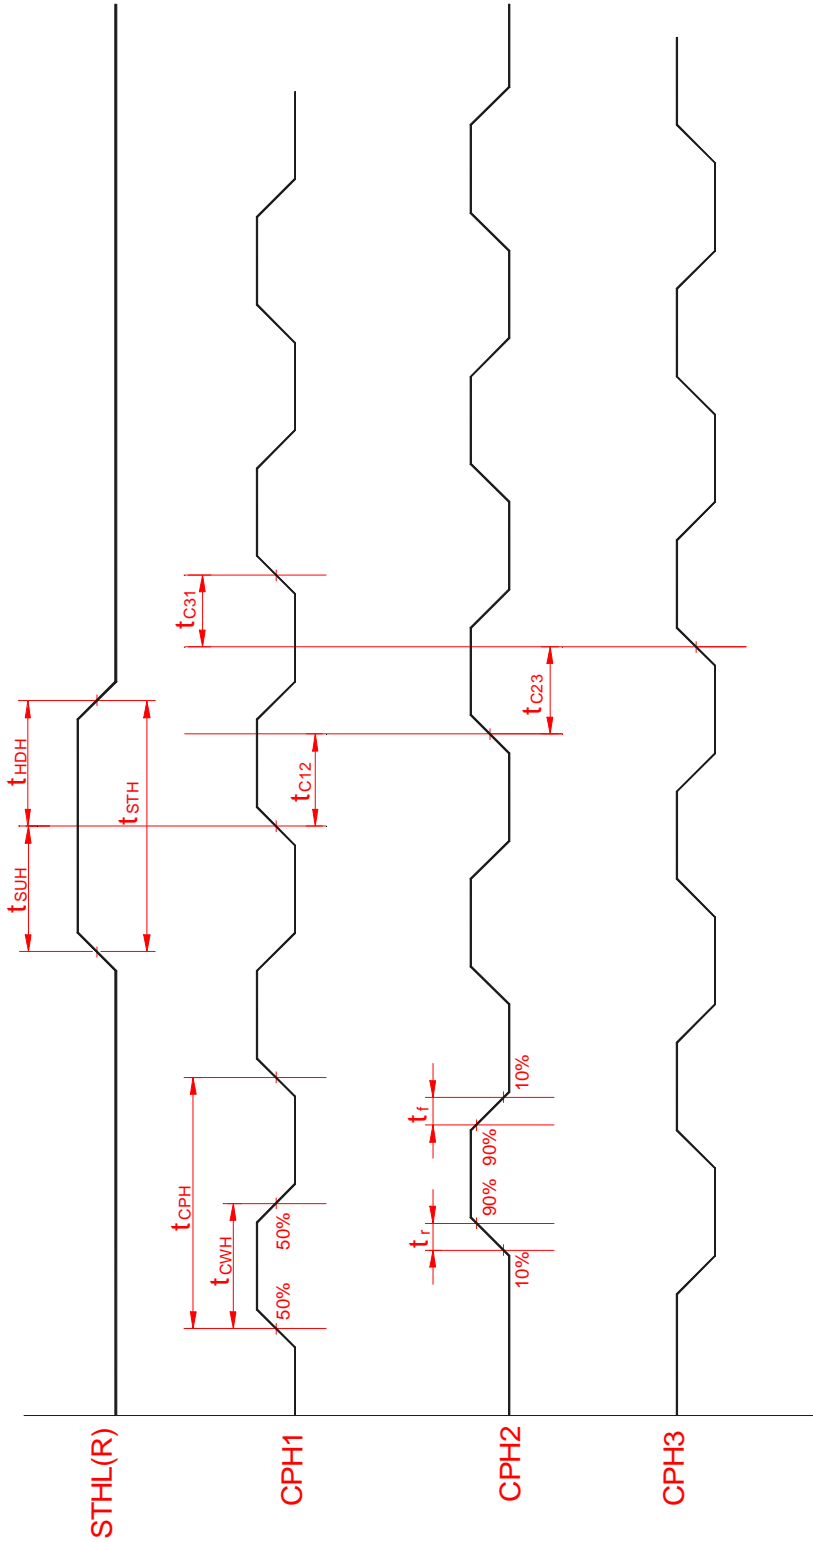 STHL(R)
tSUH
tHDH
tSTH
CPH1
tCPH
tCWH
50%
50%
tC12
tC31
CPH2
tr
tf
10%
90%
90%
10%
tC23
CPH3